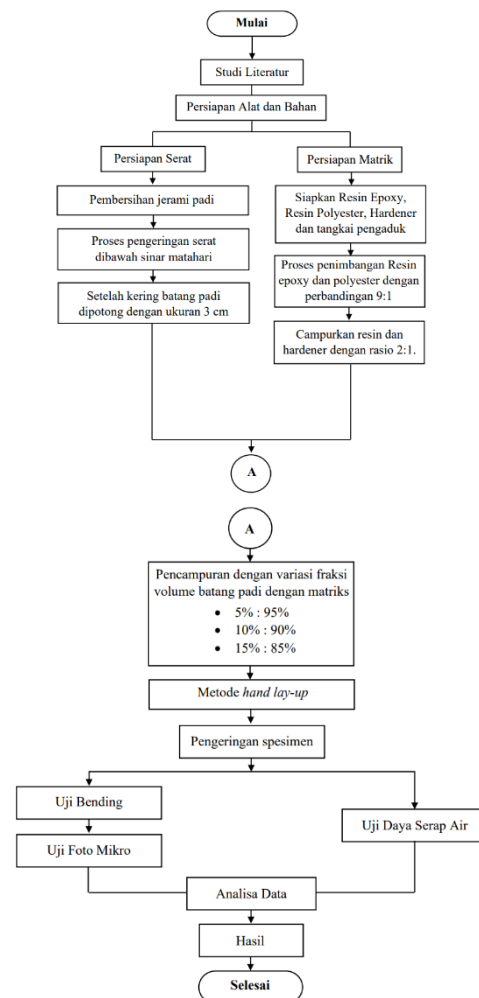 Mulai
Studi Literatur
Persiapan Alat dan Bahan
Persiapan Serat
Pembersihan jerami padi
Proses pengeringan serat
dibawah sinar matahari
Setelah kering batang padi
dipotong dengan ukuran 3 cm
Persiapan Matrik
Siapkan Resin Epoxy,
Resin Polyester, Hardener
dan tangkai pengaduk
Proses penimbangan Resin
epoxy dan polyester dengan
perbandingan 9:1
Campurkan resin dan
hardener dengan rasio 2:1.
A
A
Pencampuran dengan variasi fraksi
volume batang padi dengan matriks
• 5% : 95%
• 10% : 90%
• 15% : 85%
Metode hand lay-up
Pengeringan spesimen
Uji Bending
Uji Foto Mikro
Uji Daya Serap Air
Analisa Data
Hasil
Selesai